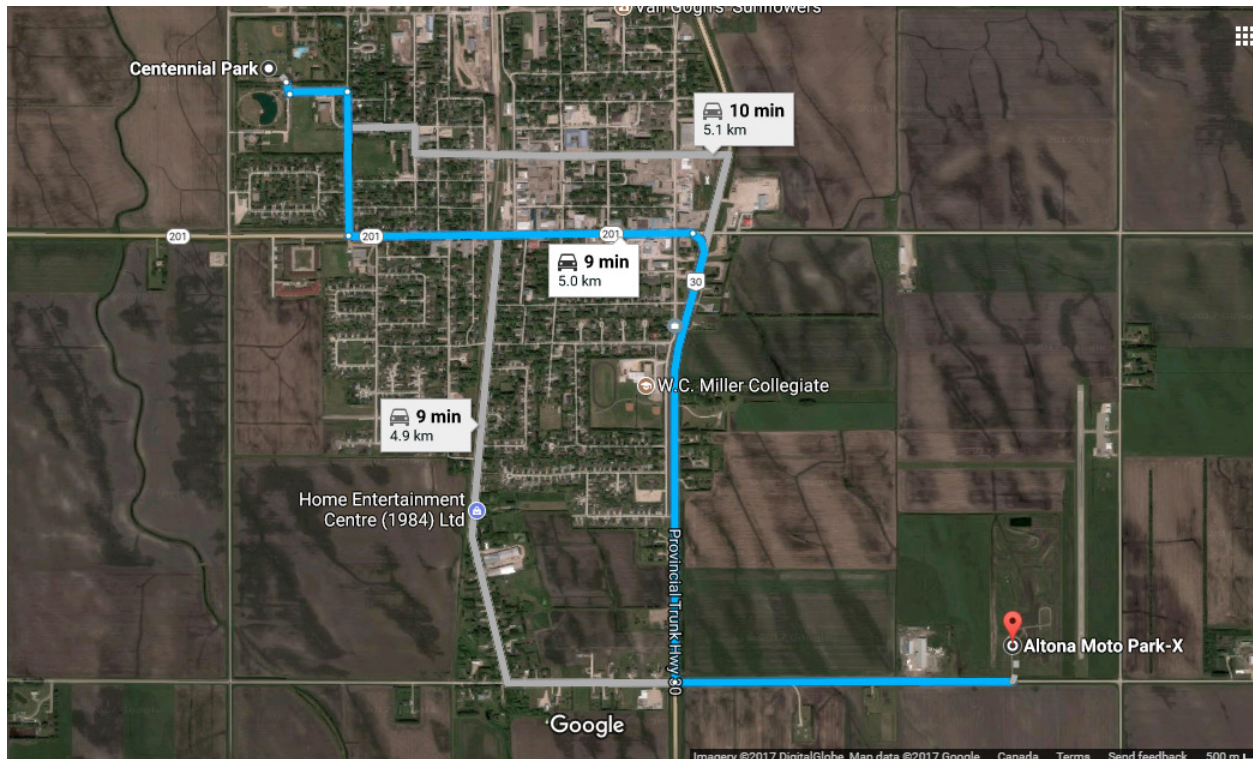 Van Gogh's 'Sunflowers'
Centennial Park
10 min
5.1 km
201
201
201
9 min
5.0 km
30
W.C. Miller Collegiate
9 min
4.9 km
Home Entertainment
Centre (1984) Ltd
Provincial Trunk Hwy 30
Altona Moto Park-X
Google
Imagery ©2017 DigitalGlobe, Map data ©2017 Google Canada Terms Send feedback 500 m